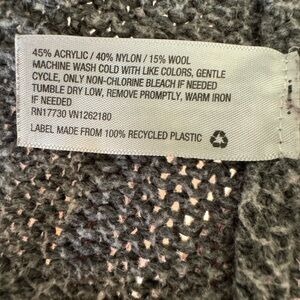 45% ACRYLIC / 40% NYLON / 15% WOOL
MACHINE WASH COLD WITH LIKE COLORS, GENTLE
CYCLE, ONLY NON-CHLORINE BLEACH IF NEEDED
TUMBLE DRY LOW, REMOVE PROMPTLY, WARM IRON
IF NEEDED
RN17730 VN1262180
LABEL MADE FROM 100% RECYCLED PLASTIC